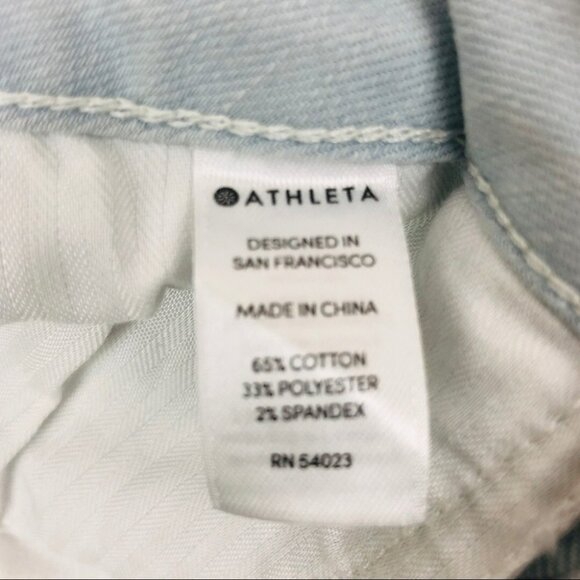 ATHLETA
DESIGNED IN
SAN FRANCISCO
MADE IN CHINA
65% COTTON
33% POLYESTER
2% SPANDEX
RN 54023